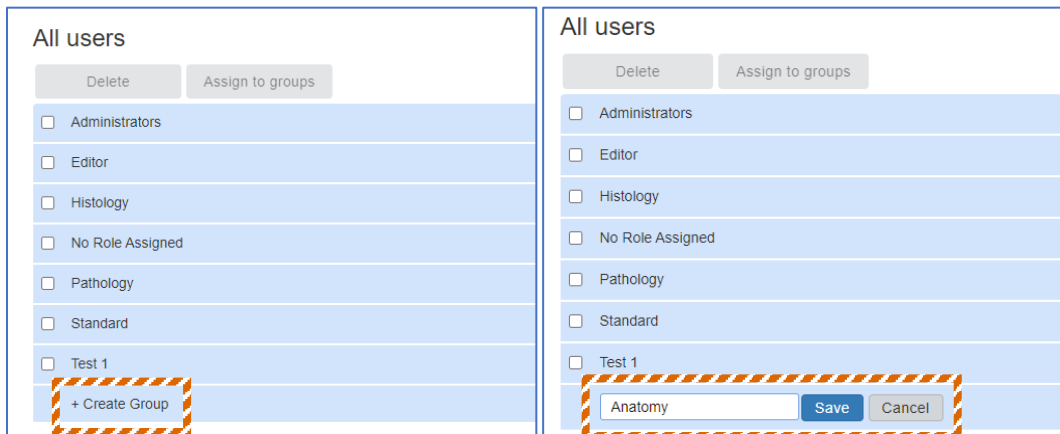 All users
Delete Assign to groups
Administrators
Editor
Histology
No Role Assigned
Pathology
Standard
Test 1
+ Create Group
All users
Delete Assign to groups
Administrators
Editor
Histology
No Role Assigned
Pathology
Standard
Test 1
Anatomy Save Cancel